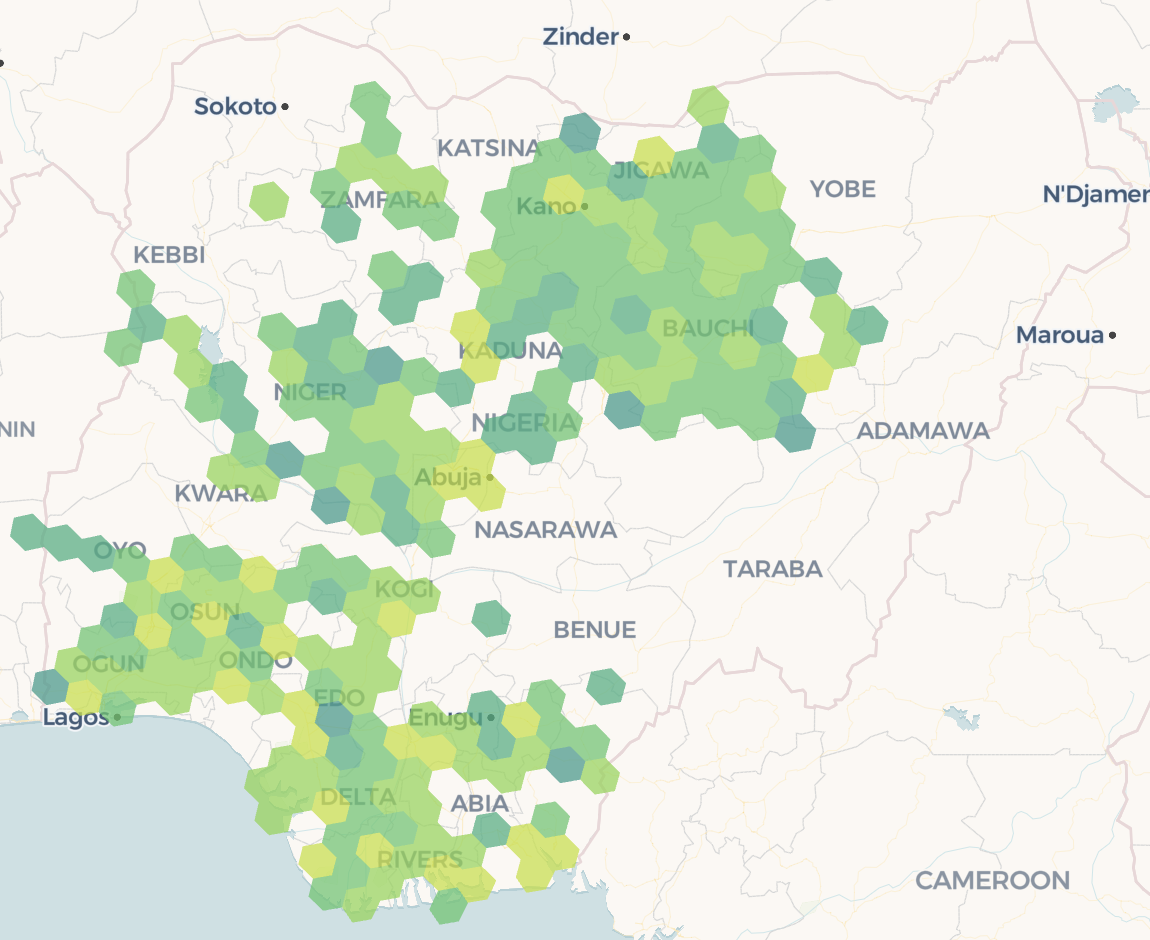 Zinder
Sokoto
KATSINA
JIGAWA
YOBE
N'Djamer
ZAMFARA
Kano
KEBBI
BAUCHI
Maroua
KADUNA
NIGER
NIGERIA
NIN
ADAMAWA
Abuja
KWARA
NASARAWA
OYO
TARABA
KOGI
OSUN
BENUE
OGUN
ONDO
EDO
Lagos
Enugu
DELTA
ABIA
RIVERS
CAMEROON